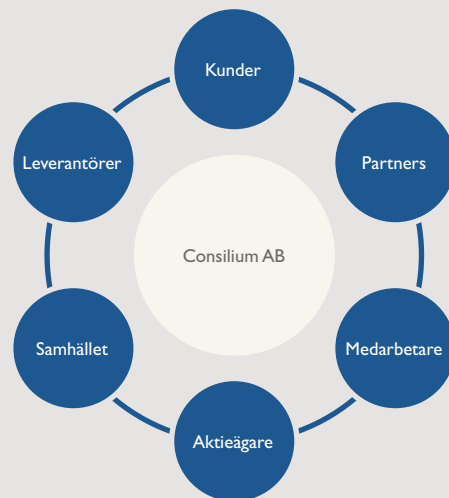 Kunder
Leverantörer
Partners
Consilium AB
Samhället
Medarbetare
Aktieägare